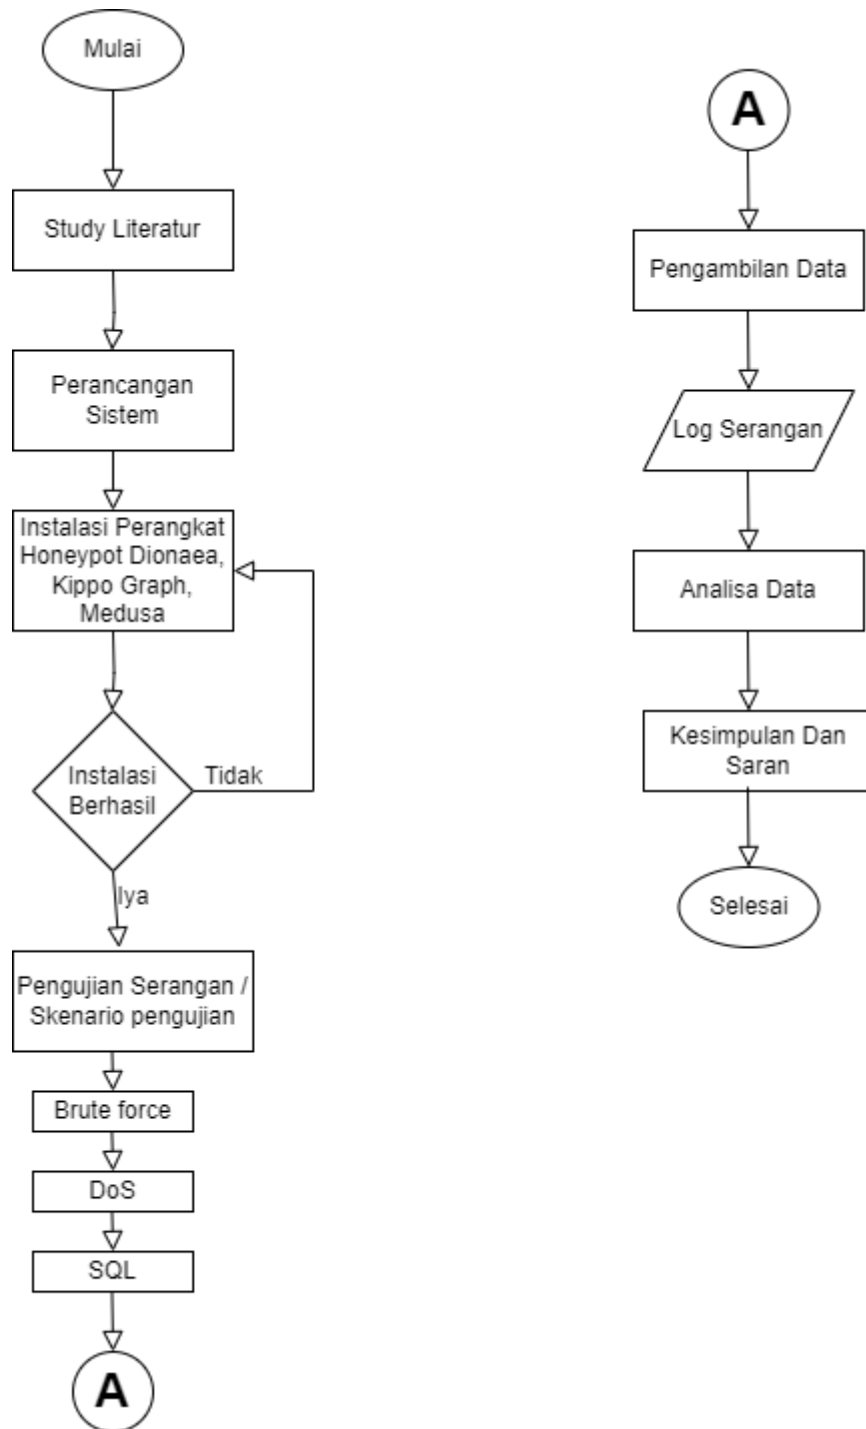 Mulai
Study Literatur
Perancangan
Sistem
Instalasi Perangkat
Honeypot Dionaea,
Kippo Graph,
Medusa
Instalasi
Berhasil
Tidak
Iya
Pengujian Serangan /
Skenario pengujian
Brute force
DoS
SQL
A
A
Pengambilan Data
Log Serangan
Analisa Data
Kesimpulan Dan
Saran
Selesai